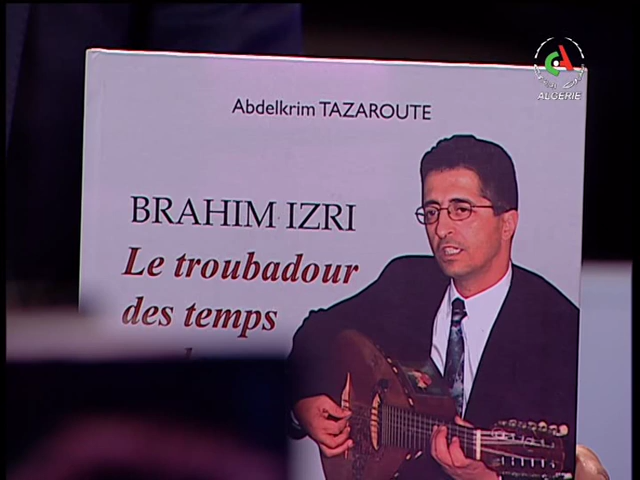 ALGERIE
Abdelkrim TAZAROUTE
BRAHIM IZRI
Le troubadour
des temps